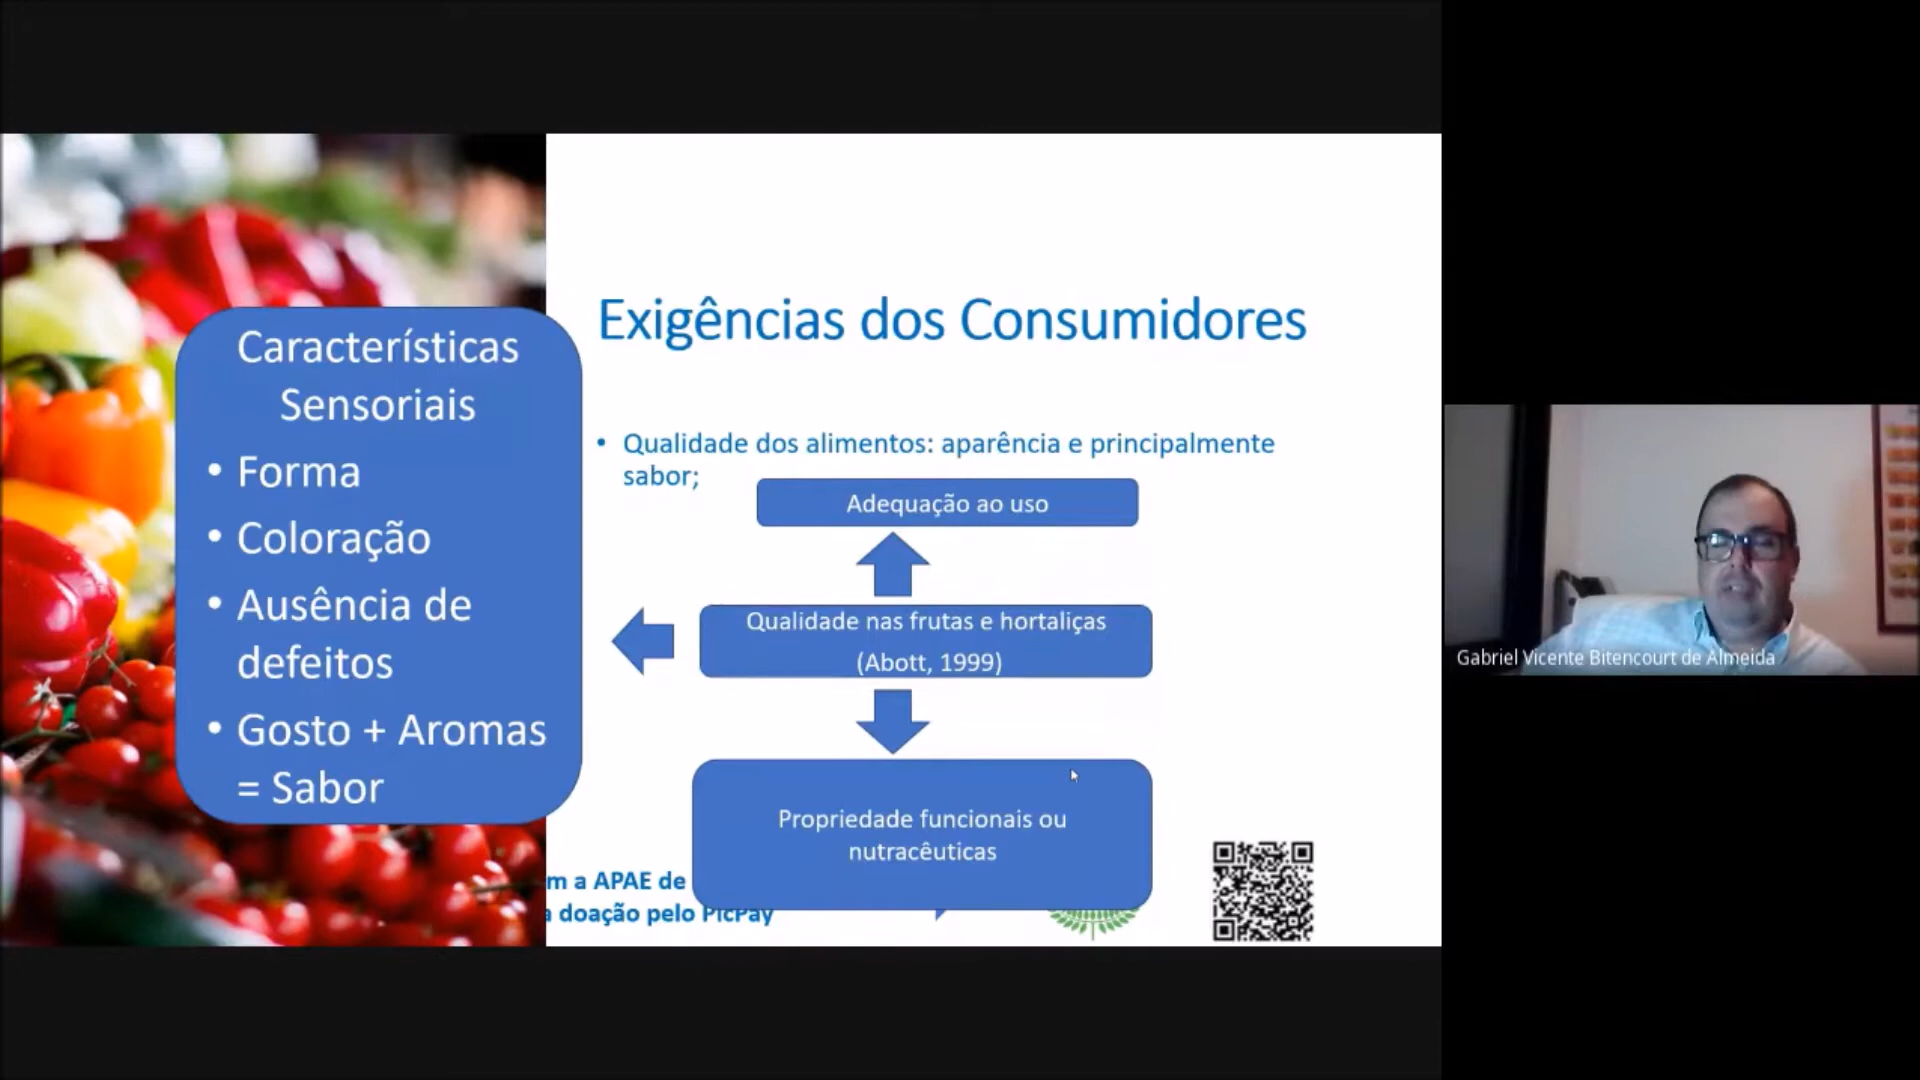 Características
Sensoriais
• Forma
• Coloração
• Ausência de
defeitos
• Gosto + Aromas
= Sabor
Exigências dos Consumidores
• Qualidade dos alimentos: aparência e principalmente
sabor;
Adequação ao uso
Qualidade nas frutas e hortaliças
(Abott, 1999)
Propriedade funcionais ou
nutracêuticas
m a APAE de
a doação pelo PicPay
Gabriel Vicente Bitencourt de Almeida